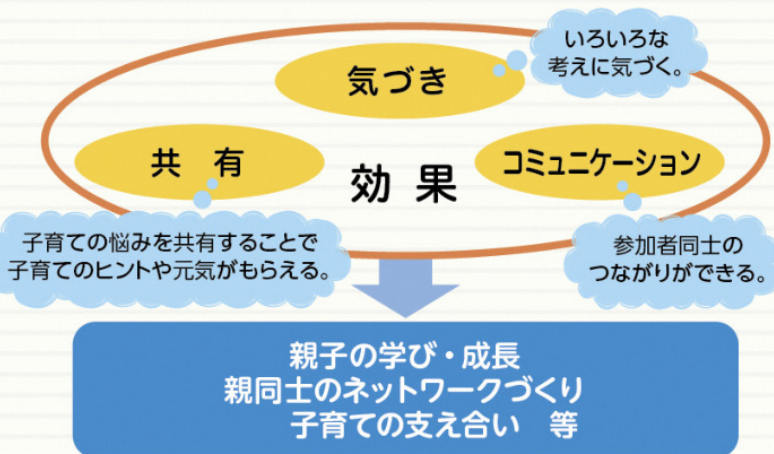 気づき
いろいろな
考えに気づく。
共　有
効 果
コミュニケーション
子育ての悩みを共有することで
子育てのヒントや元気がもらえる。
参加者同士の
つながりができる。
親子の学び・成長
親同士のネットワークづくり
子育ての支え合い　等